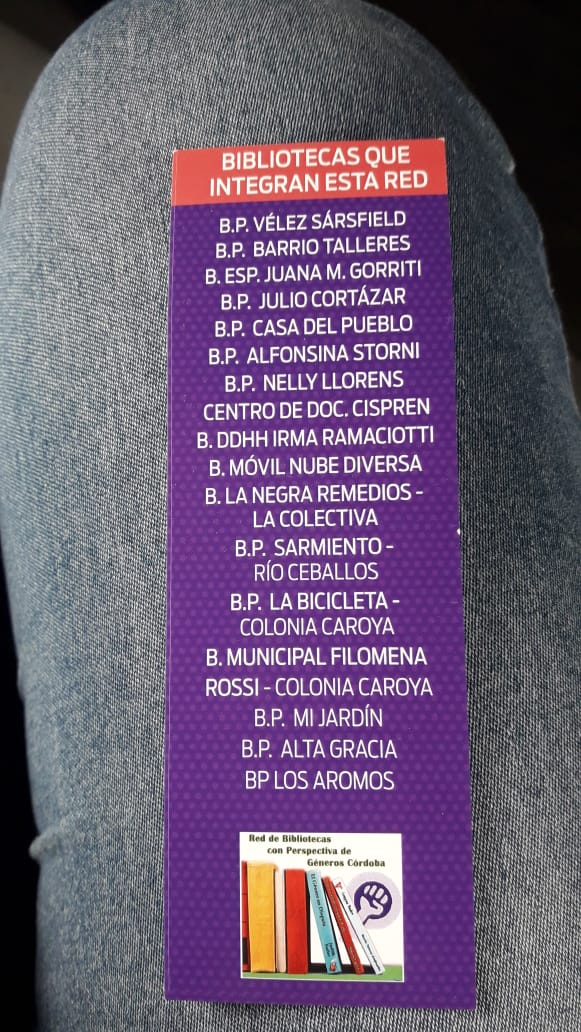 BIBLIOTECAS QUE
INTEGRAN ESTA RED
B.P. VÉLEZ SÁRSFIELD
B.P. BARRIO TALLERES
B. ESP. JUANA M. GORRITI
B.P. JULIO CORTÁZAR
B.P. CASA DEL PUEBLO
B.P. ALFONSINA STORNI
B.P. NELLY LLORENS
CENTRO DE DOC. CISPREN
B. DDHH IRMA RAMACIOTTI
B. MÓVIL NUBE DIVERSA
B. LA NEGRA REMEDIOS -
LA COLECTIVA
B.P. SARMIENTO -
RÍO CEBALLOS
B.P. LA BICICLETA -
COLONIA CAROYA
B. MUNICIPAL FILOMENA
ROSSI - COLONIA CAROYA
B.P. MI JARDÍN
B.P. ALTA GRACIA
BP LOS AROMOS
Red de Bibliotecas
con Perspectiva de
Géneros Córdoba